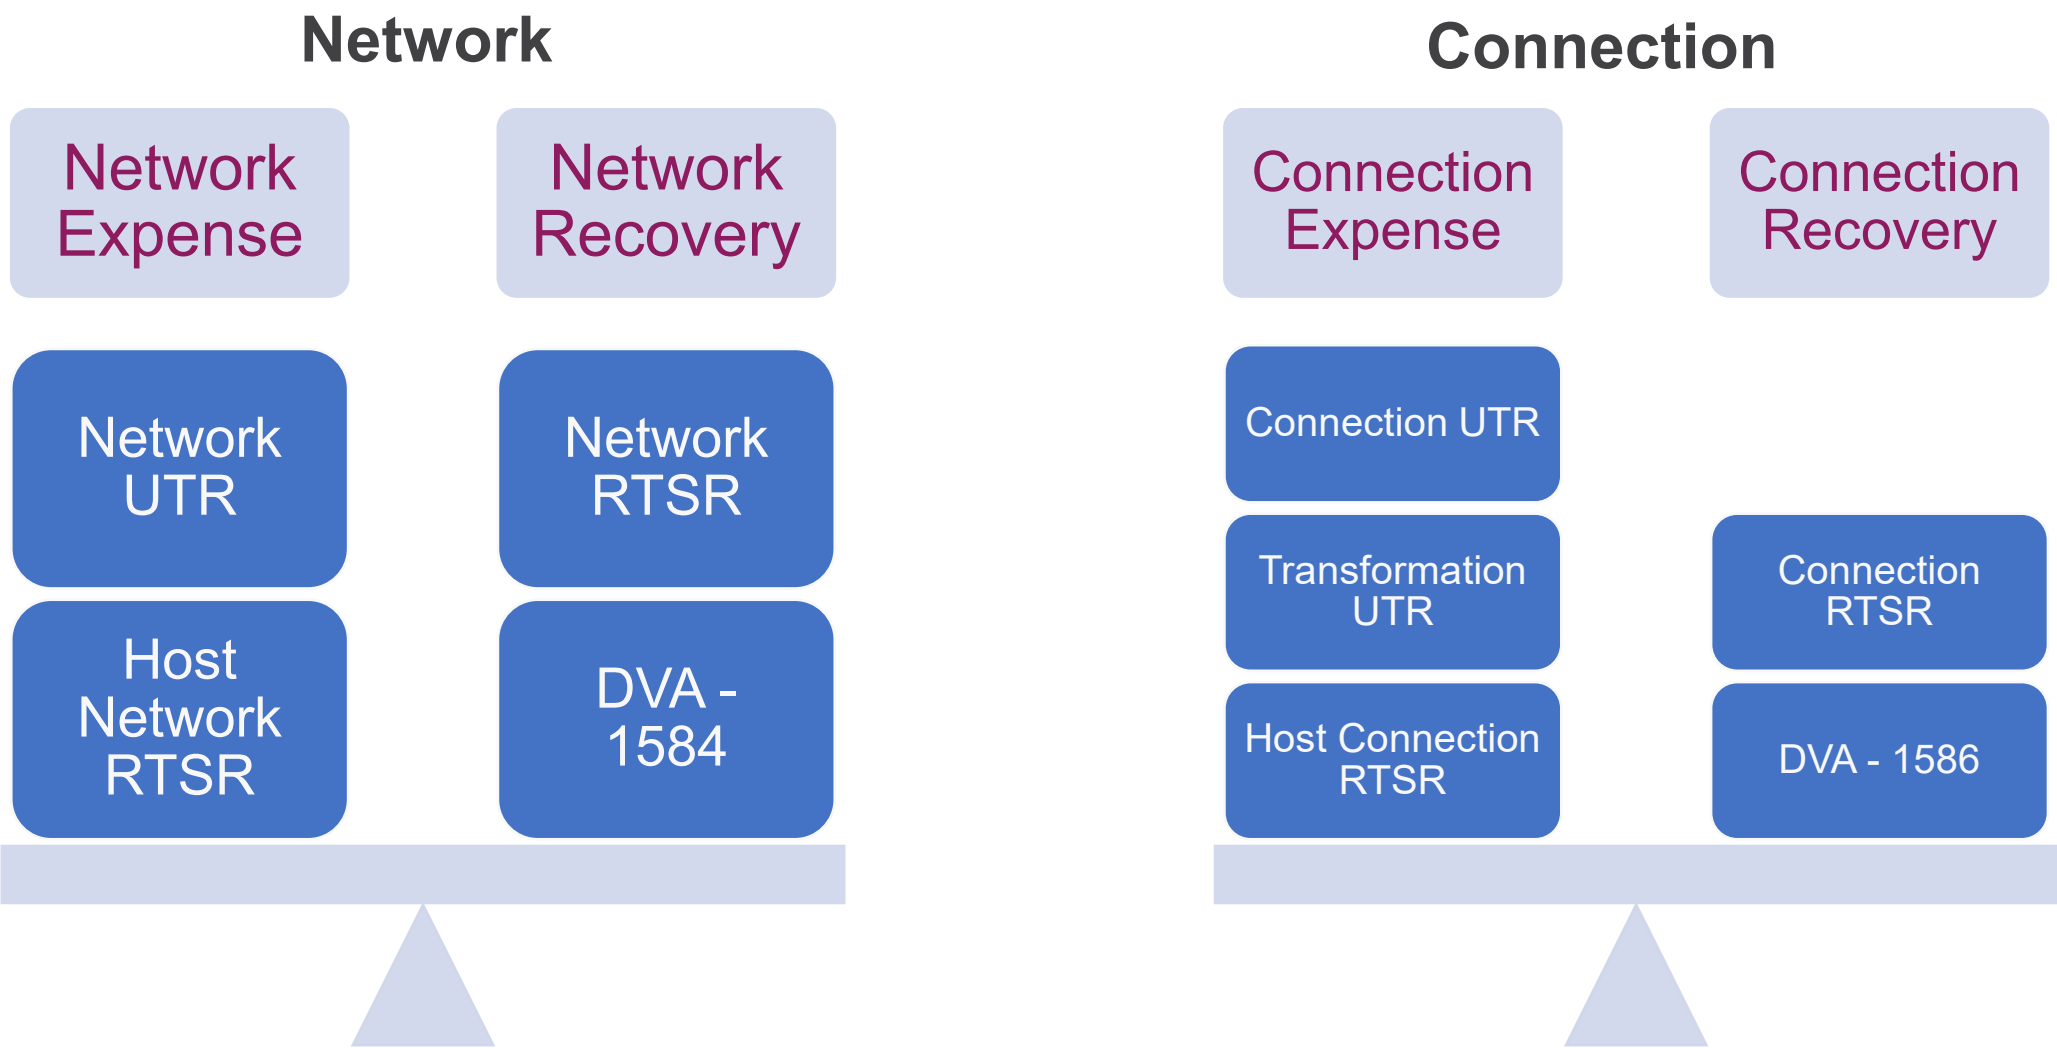 Network
Network
Expense
Network
Recovery
Network
UTR
Network
RTSR
Host
Network
RTSR
DVA -
1584
Connection
Connection
Expense
Connection
Recovery
Connection UTR
Transformation
UTR
Connection
RTSR
Host Connection
RTSR
DVA - 1586